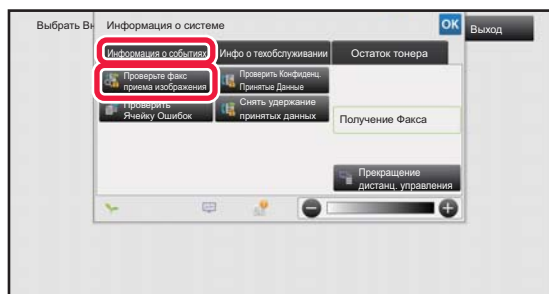 Выбрать Вн
Информация о системе
OK
Выход
Информация о событиях
Инфо о техобслуживании
Остаток тонера
Проверьте факс
приема изображения
Проверить Конфиденц.
Принятые Данные
Проверить
Ячейку Ошибок
Снять удержание
принятых данных
Получение Факса
Прекращение
дистанц. управления